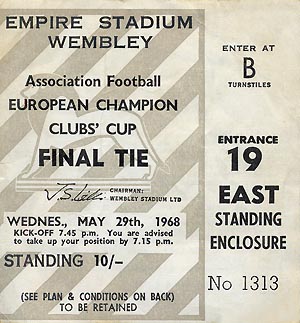 EMPIRE STADIUM
WEMBLEY
Association Football
EUROPEAN CHAMPION
CLUBS' CUP
FINAL TIE
CHAIRMAN:
WEMBLEY STADIUM LTD
WEDNES., MAY 29th, 1968
KICK-OFF 7.45 p.m. You are advised
to take up your position by 7.15 p.m.
STANDING 10/–
(SEE PLAN & CONDITIONS ON BACK)
TO BE RETAINED
ENTER AT
B
TURNSTILES
ENTRANCE
19
EAST
STANDING
ENCLOSURE
No 1313